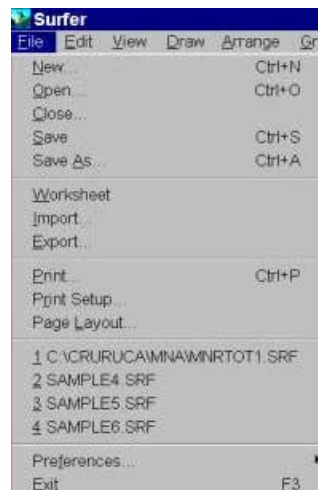 Surfer
File Edit View Draw Arrange Gr
New... Ctrl+N
Open... Ctrl+O
Close...
Save Ctrl+S
Save As... Ctrl+A
Worksheet
Import...
Export...
Print... Ctrl+P
Print Setup...
Page Layout...
1 C:\CRURUCA\MNA\MNRTOT1.SRF
2 SAMPLE4.SRF
3 SAMPLE5.SRF
4 SAMPLE6.SRF
Preferences...
Exit F3